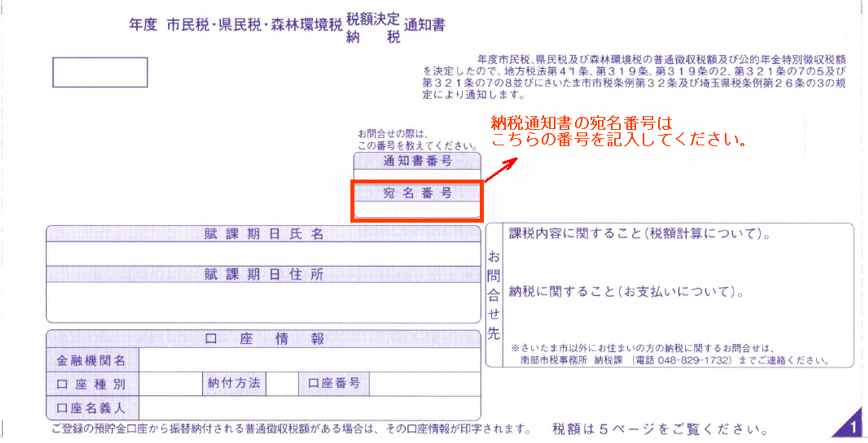 年度 市民税・県民税・森林環境税 税額決定 通知書
納税
年度市民税、県民税及び森林環境税の普通徴収税額及び公的年金特別徴収税額
を決定したので、地方税法第41条、第319条、第319条の2、第321条の7の5及び
第321条の7の8並びにさいたま市市税条例第32条及び埼玉県税条例第26条の3の規
定により通知します。
納税通知書の宛名番号は
こちらの番号を記入してください。
お問合せの際は、
この番号を教えてください。
通知書番号
宛名番号
賦課期日氏名
賦課期日住所
お問合せ先
課税内容に関すること(税額計算について)。
納税に関すること(お支払いについて)。
※さいたま市以外にお住まいの方の納税に関するお問合せは、
南部市税事務所 納税課 (電話 048-829-1732)までご連絡ください。
口座情報
金融機関名
口座種別 納付方法 口座番号
口座名義人
ご登録の預貯金口座から振替納付される普通徴収税額がある場合は、その口座情報が印字されます。
税額は5ページをご覧ください。
1